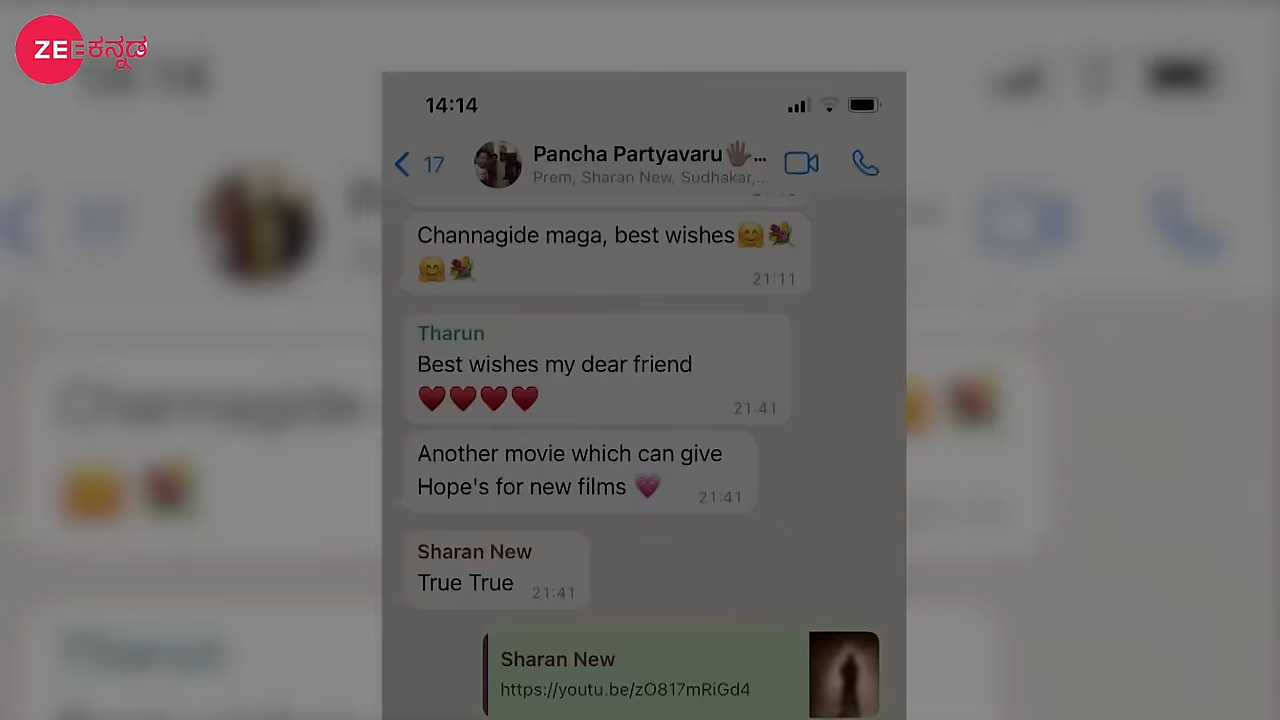 ZEEಕನ್ನಡ
14:14
17
Pancha Partyavaru🖐🏽...
Prem, Sharan New, Sudhakar,...
Channagide maga, best wishes🤗💐
🤗💐
21:11
Tharun
Best wishes my dear friend
❤️❤️❤️❤️
21:41
Another movie which can give
Hope's for new films 💗
21:41
Sharan New
True True
21:41
Sharan New
https://youtu.be/zO817mRiGd4